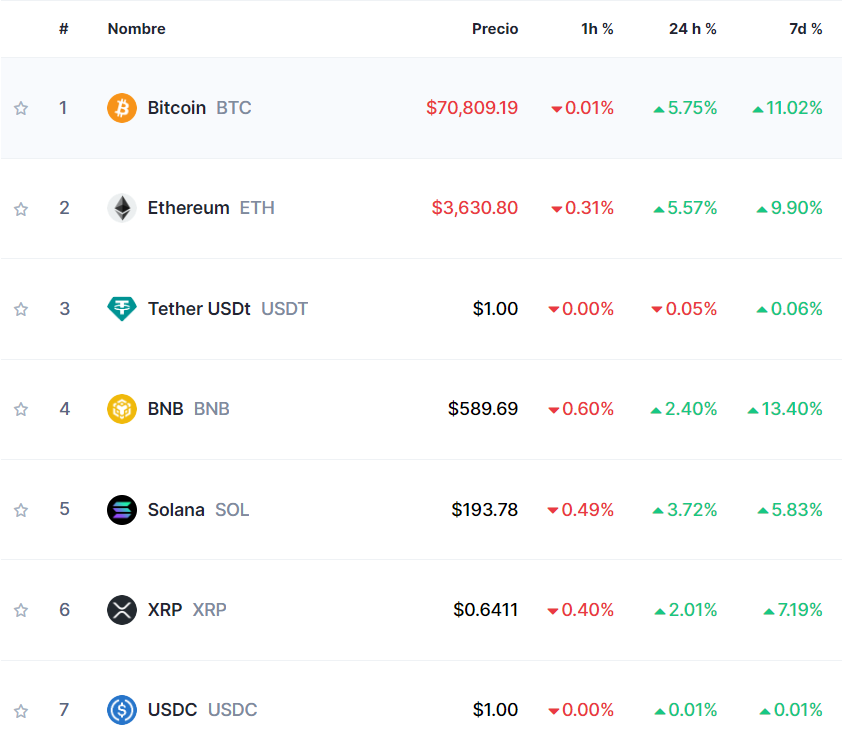 # Nombre Precio 1h % 24 h % 7d %
1 Bitcoin BTC $70,809.19 0.01% 5.75% 11.02%
2 Ethereum ETH $3,630.80 0.31% 5.57% 9.90%
3 Tether USDt USDT $1.00 0.00% 0.05% 0.06%
4 BNB BNB $589.69 0.60% 2.40% 13.40%
5 Solana SOL $193.78 0.49% 3.72% 5.83%
6 XRP XRP $0.6411 0.40% 2.01% 7.19%
7 USDC USDC $1.00 0.00% 0.01% 0.01%